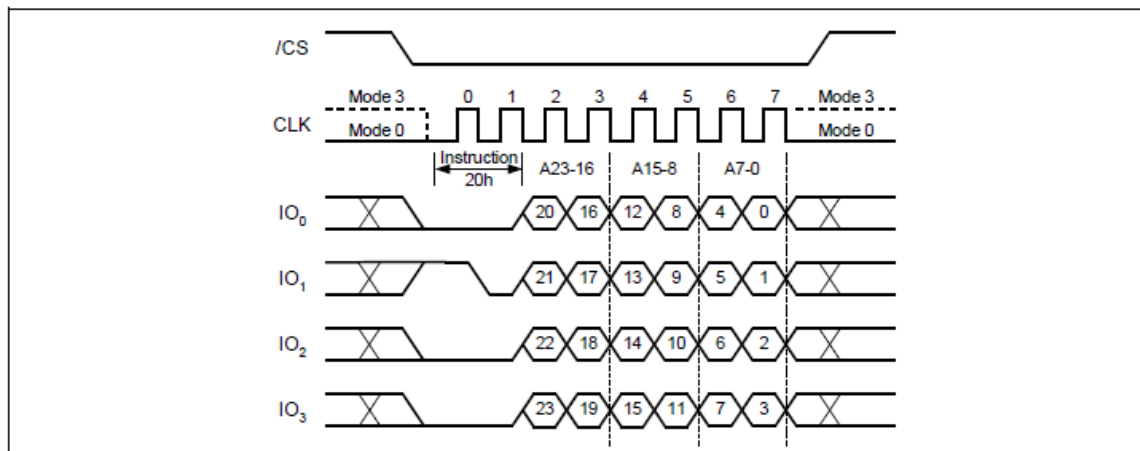 /CS
Mode 3 0 1 2 3 4 5 6 7 Mode 3
CLK
Mode 0 Mode 0
Instruction A23-16 A15-8 A7-0
20h
IO0 20 16 12 8 4 0
IO1 21 17 13 9 5 1
IO2 22 18 14 10 6 2
IO3 23 19 15 11 7 3